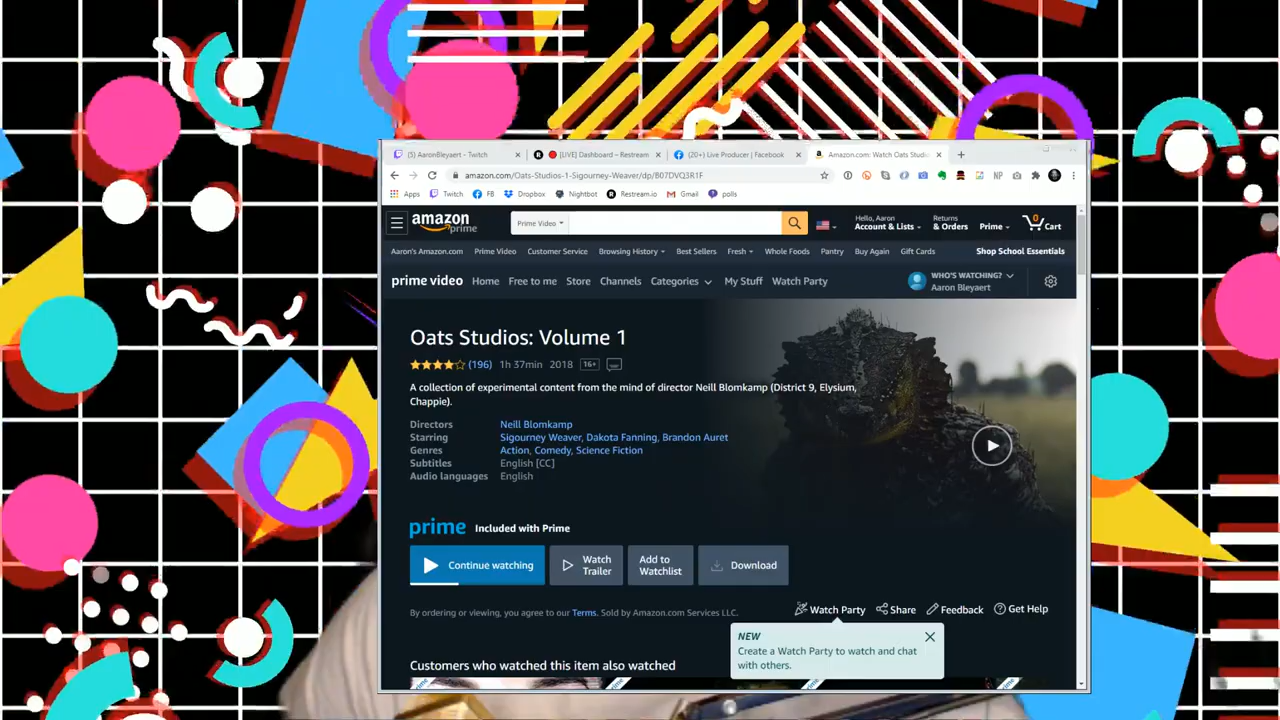 (5) AaronBleyaert - Twitch
[LIVE] Dashboard – Restream
(20+) Live Producer | Facebook
Amazon.com: Watch Oats Studi
amazon.com/Oats-Studios-1-Sigourney-Weaver/dp/B07DVQ3R1F
NP
Apps Twitch FB Dropbox Nightbot Restream.io Gmail polls
amazon prime
Prime Video
Hello, Aaron
Account & Lists
Returns
& Orders
Prime
0
Cart
Aaron's Amazon.com Prime Video Customer Service Browsing History Best Sellers Fresh Whole Foods Pantry Buy Again Gift Cards Shop School Essentials
prime video Home Free to me Store Channels Categories My Stuff Watch Party
WHO'S WATCHING?
Aaron Bleyaert
Oats Studios: Volume 1
(196) 1h 37min 2018 16+
A collection of experimental content from the mind of director Neill Blomkamp (District 9, Elysium,
Chappie).
Directors Neill Blomkamp
Starring Sigourney Weaver, Dakota Fanning, Brandon Auret
Genres Action, Comedy, Science Fiction
Subtitles English [CC]
Audio languages English
prime Included with Prime
Continue watching
Watch
Trailer
Add to
Watchlist
Download
By ordering or viewing, you agree to our Terms. Sold by Amazon.com Services LLC.
Watch Party Share Feedback Get Help
NEW
Create a Watch Party to watch and chat
with others.
Customers who watched this item also watched